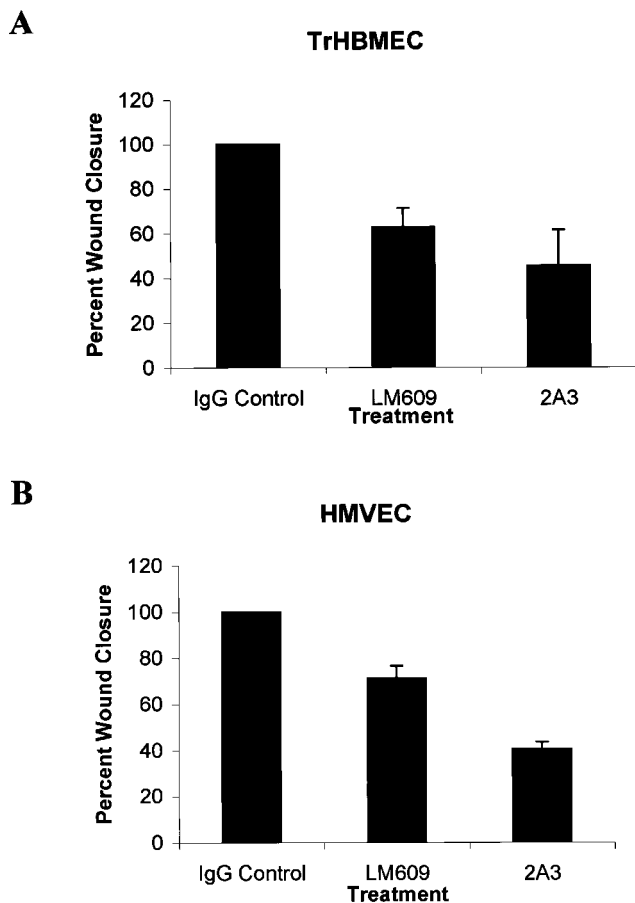 A
TrHBMEC
120
100
80
60
40
20
0
Percent Wound Closure
IgG Control LM609 2A3
Treatment
B
HMVEC
120
100
80
60
40
20
0
Percent Wound Closure
IgG Control LM609 2A3
Treatment